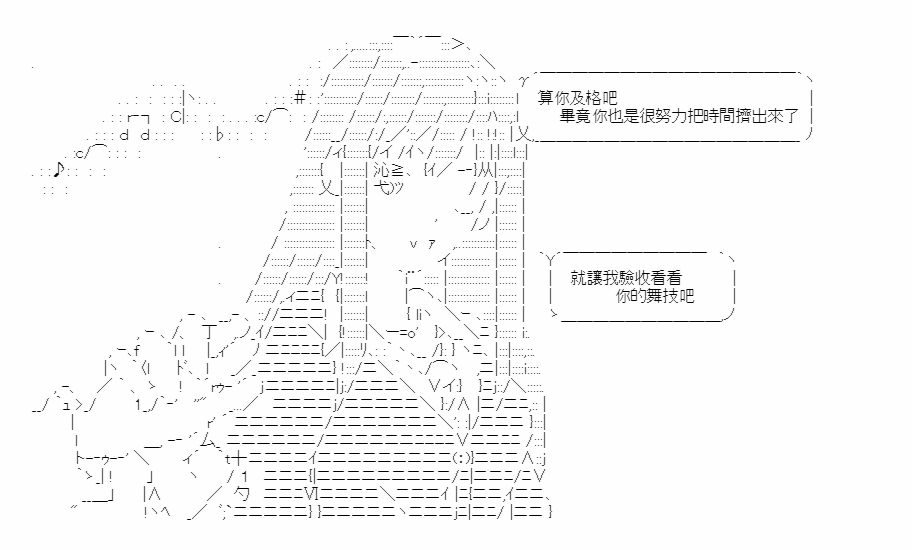 算你及格吧
畢竟你也是很努力把時間擠出來了
就讓我驗收看看
你的舞技吧